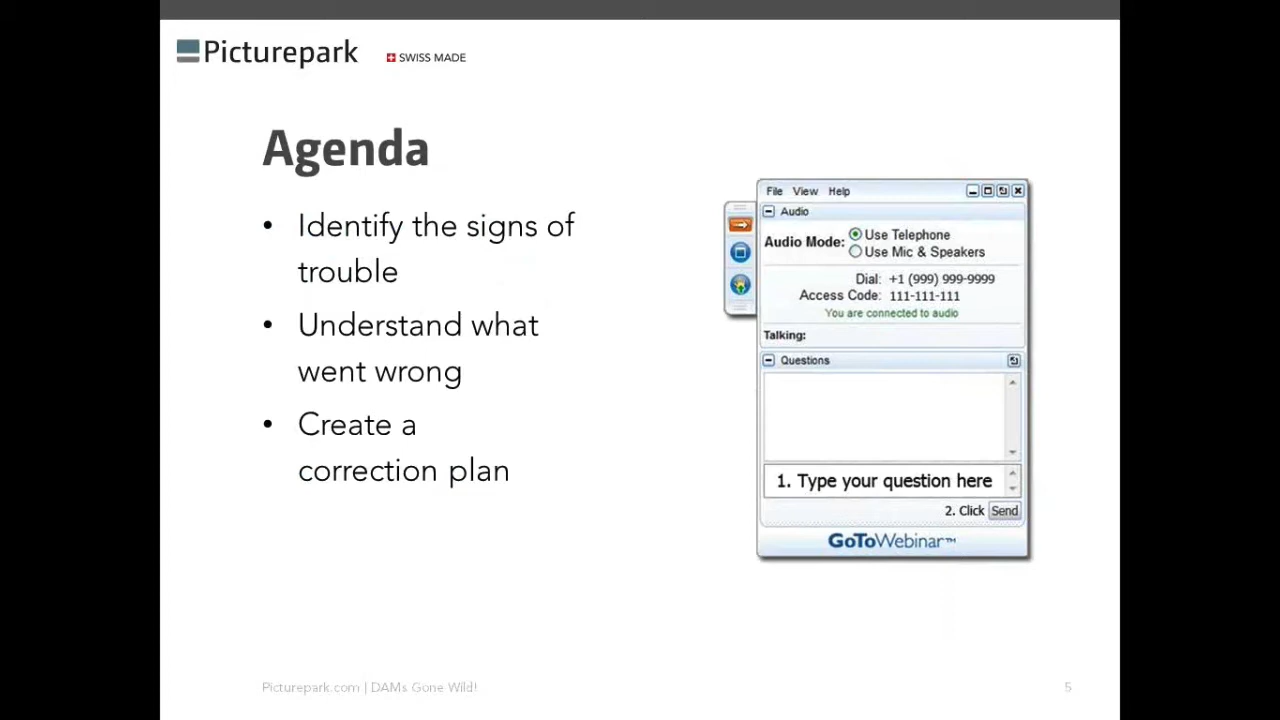 Picturepark SWISS MADE
Agenda
• Identify the signs of
trouble
• Understand what
went wrong
• Create a
correction plan
File View Help
Audio
Audio Mode: Use Telephone
Use Mic & Speakers
Dial: +1 (999) 999-9999
Access Code: 111-111-111
You are connected to audio
Talking:
Questions
1. Type your question here
2. Click Send
GoToWebinar™
Picturepark.com | DAMs Gone Wild!
5